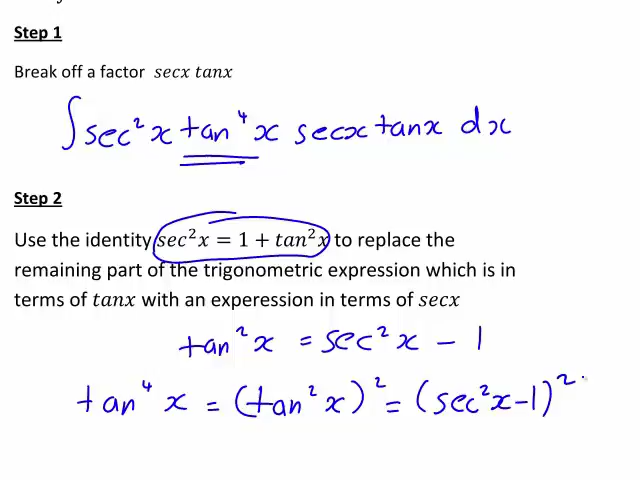 Step 1
Break off a factor secx tanx
∫ sec²x tan⁴x secx tanx dx
Step 2
Use the identity sec²x = 1 + tan²x to replace the
remaining part of the trigonometric expression which is in
terms of tanx with an experession in terms of secx
tan²x = sec²x − 1
tan⁴x = (tan²x)² = (sec²x−1)²